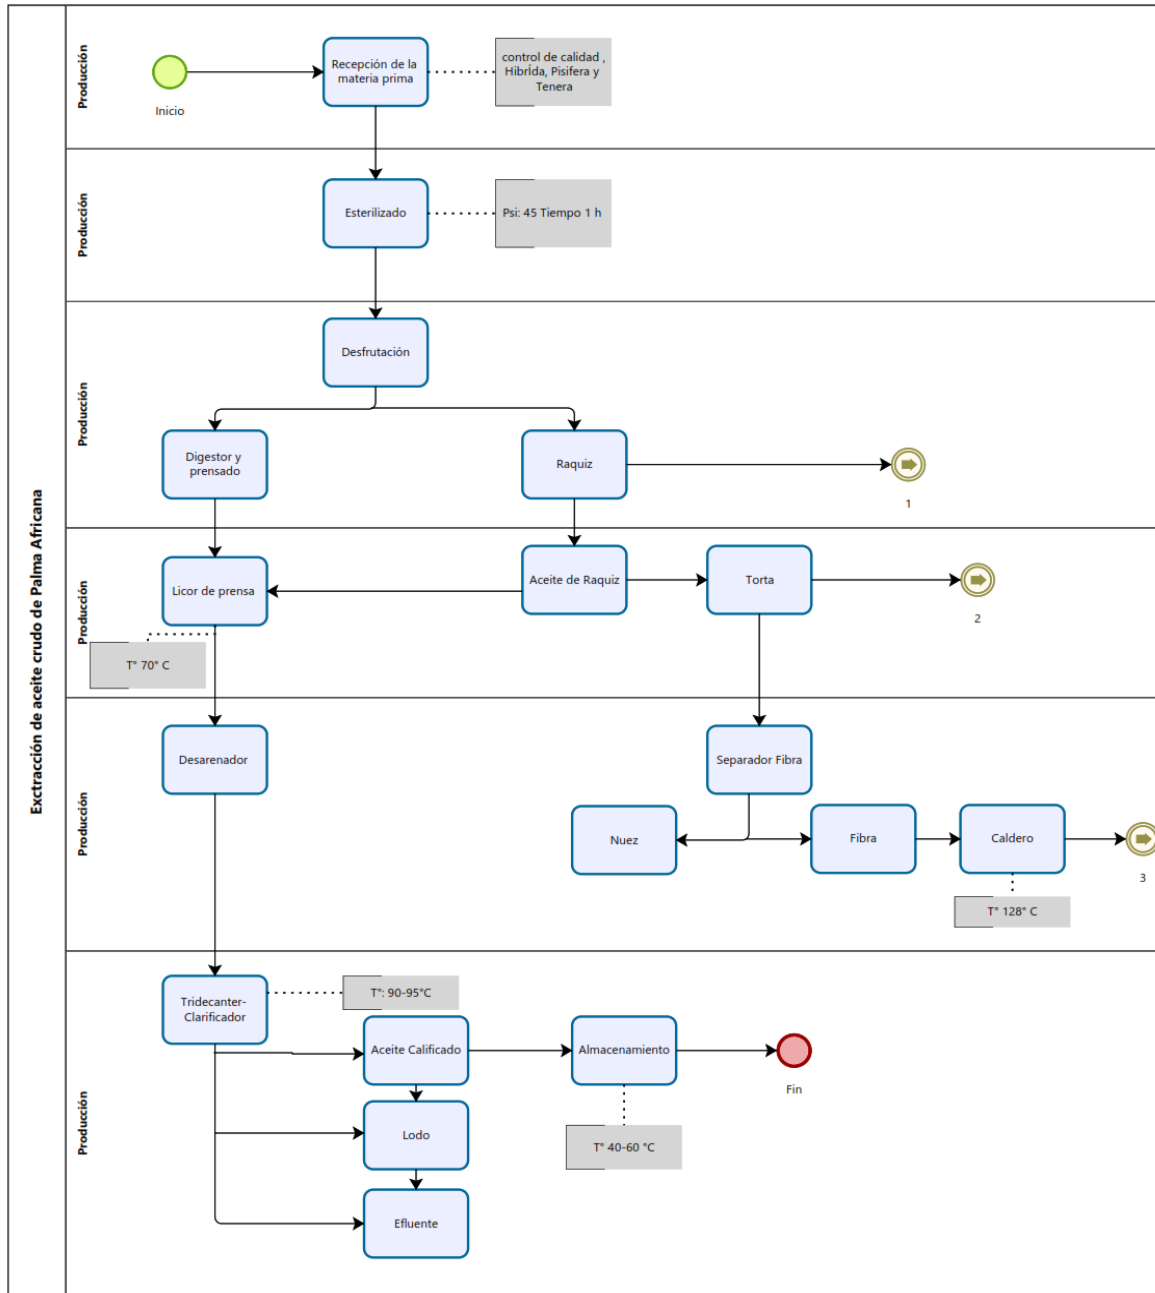 Exctracción de aceite crudo de Palma Africana
Producción
Inicio
Recepción de la
materia prima
control de calidad ,
HibrÍda, Pisifera y
Tenera
Producción
Esterilizado
Psi: 45 Tiempo 1 h
Producción
Desfrutación
Digestor y
prensado
Raquiz
1
Producción
Licor de prensa
Aceite de Raquiz
Torta
2
T° 70° C
Producción
Desarenador
Separador Fibra
Nuez
Fibra
Caldero
3
T° 128° C
Producción
Tridecanter-
Clarificador
T°: 90-95°C
Aceite Calificado
Almacenamiento
Fin
Lodo
T° 40-60 °C
Efluente